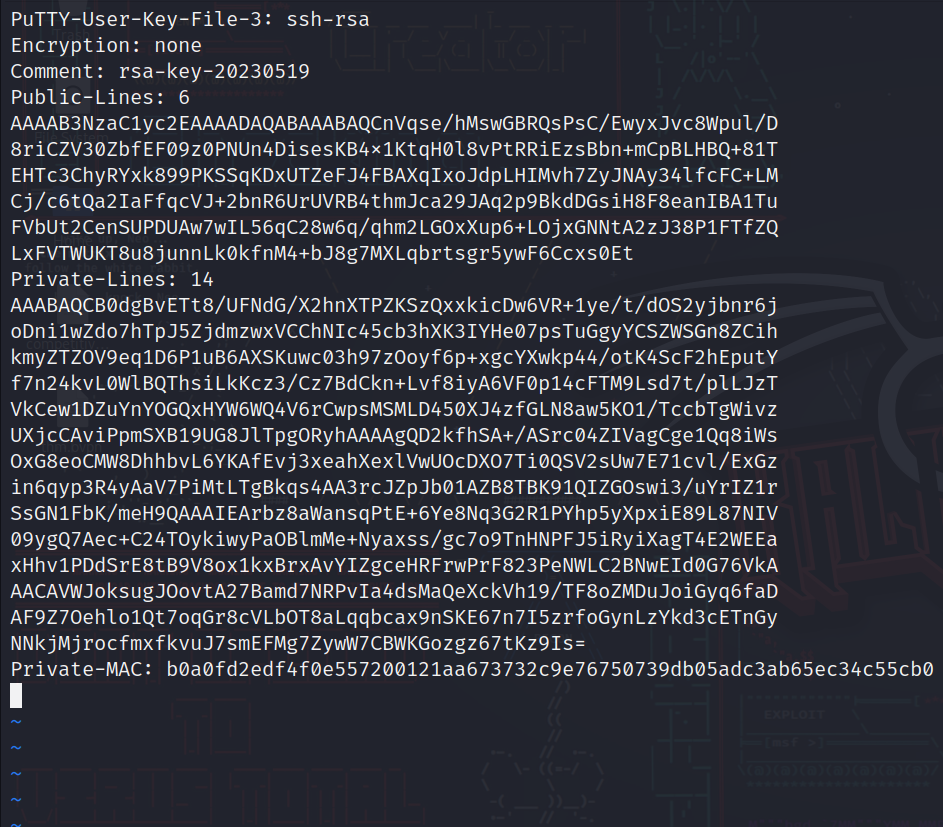 PuTTY-User-Key-File-3: ssh-rsa
Encryption: none
Comment: rsa-key-20230519
Public-Lines: 6
AAAAB3NzaC1yc2EAAAADAQABAAABAQCnVqse/hMswGBRQsPsC/EwyxJvc8Wpul/D
8riCZV30ZbfEF09z0PNUn4DisesKB4x1KtqH0l8vPtRRiEzsBbn+mCpBLHBQ+81T
EHTc3ChyRYxk899PKSSqKDxUTZeFJ4FBAXqIxoJdpLHIMvh7ZyJNAy34lfcFC+LM
Cj/c6tQa2IaFfqcVJ+2bnR6UrUVRB4thmJca29JAq2p9BkdDGsiH8F8eanIBA1Tu
FVbUt2CenSUPDUAw7wIL56qC28w6q/qhm2LGOxXup6+LOjxGNNtA2zJ38P1FTfZQ
LxFVTWUKT8u8junnLk0kfnM4+bJ8g7MXLqbrtsgr5ywF6Ccxs0Et
Private-Lines: 14
AAABAQCB0dgBvETt8/UFNdG/X2hnXTPZKSzQxxkicDw6VR+1ye/t/dOS2yjbnr6j
oDni1wZdo7hTpJ5ZjdmzwxVCChNIc45cb3hXK3IYHe07psTuGgyYCSZWSGn8ZCih
kmyZTZOV9eq1D6P1uB6AXSKuwc03h97zOoyf6p+xgcYXwkp44/otK4ScF2hEputY
f7n24kvL0WlBQThsiLkKcz3/Cz7BdCkn+Lvf8iyA6VF0p14cFTM9Lsd7t/plLJzT
VkCew1DZuYnYOGQxHYW6WQ4V6rCwpsMSMLD450XJ4zfGLN8aw5KO1/TccbTgWivz
UXjcCAviPpmSXB19UG8JlTpgORyhAAAAgQD2kfhSA+/ASrc04ZIVagCge1Qq8iWs
OxG8eoCMW8DhhbvL6YKAfEvj3xeahXexlVwUOcDXO7Ti0QSV2sUw7E71cvl/ExGz
in6qyp3R4yAaV7PiMtLTgBkqs4AA3rcJZpJb01AZB8TBK91QIZGOswi3/uYrIZ1r
SsGN1FbK/meH9QAAAIEArbz8aWansqPtE+6Ye8Nq3G2R1PYhp5yXpxiE89L87NIV
09ygQ7Aec+C24TOykiwyPaOBlmMe+Nyaxss/gc7o9TnHNPFJ5iRyiXagT4E2WEEa
xHhv1PDdSrE8tB9V8ox1kxBrxAvYIZgceHRFrwPrF823PeNWLC2BNwEId0G76VkA
AACAVWJoksugJOovtA27Bamd7NRPvIa4dsMaQeXckVh19/TF8oZMDuJoiGyq6faD
AF9Z7Oehlo1Qt7oqGr8cVLbOT8aLqqbcax9nSKE67n7I5zrfoGynLzYkd3cETnGy
NNkjMjrocfmxfkvuJ7smEFMg7ZywW7CBWKGozgz67tKz9Is=
Private-MAC: b0a0fd2edf4f0e557200121aa673732c9e76750739db05adc3ab65ec34c55cb0
~
~
~
~
~